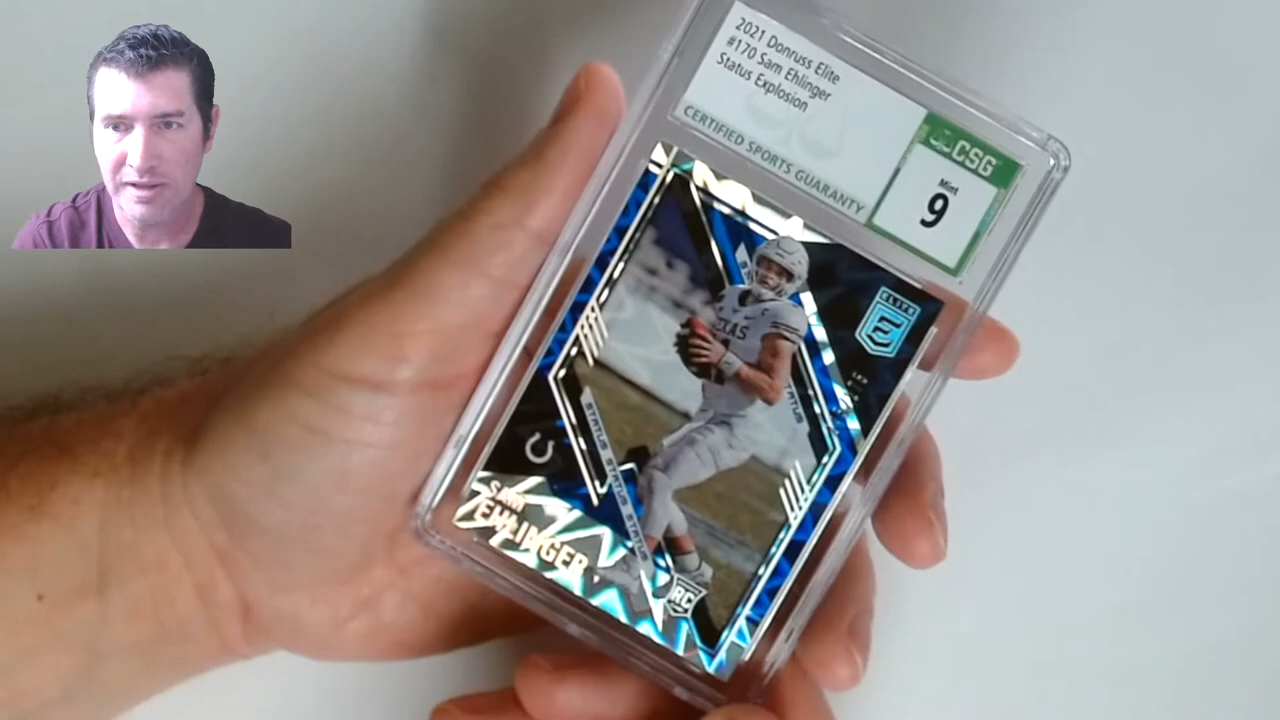 2021 Donruss Elite
#170 Sam Ehlinger
Status Explosion
CERTIFIED SPORTS GUARANTY
CSG
Mint
9
ELITE
TEXAS
STATUS
STATUS STATUS STATUS
SAM
EHLINGER
RC